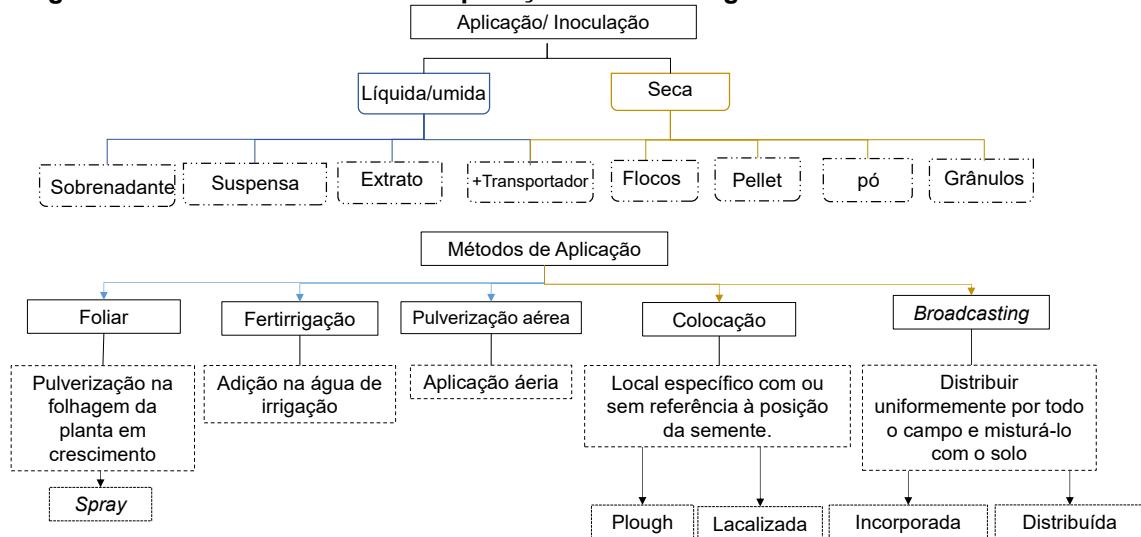 Aplicação/ Inoculação
Líquida/umida
Seca
Sobrenadante
Suspensa
Extrato
+Transportador
Flocos
Pellet
pó
Grânulos
Métodos de Aplicação
Foliar
Fertirrigação
Pulverização aérea
Colocação
Broadcasting
Pulverização na
folhagem da
planta em
crescimento
Adição na água de
irrigação
Aplicação áeria
Local específico com ou
sem referência à posição
da semente.
Distribuir
uniformemente por todo
o campo e misturá-lo
com o solo
Spray
Plough
Lacalizada
Incorporada
Distribuída